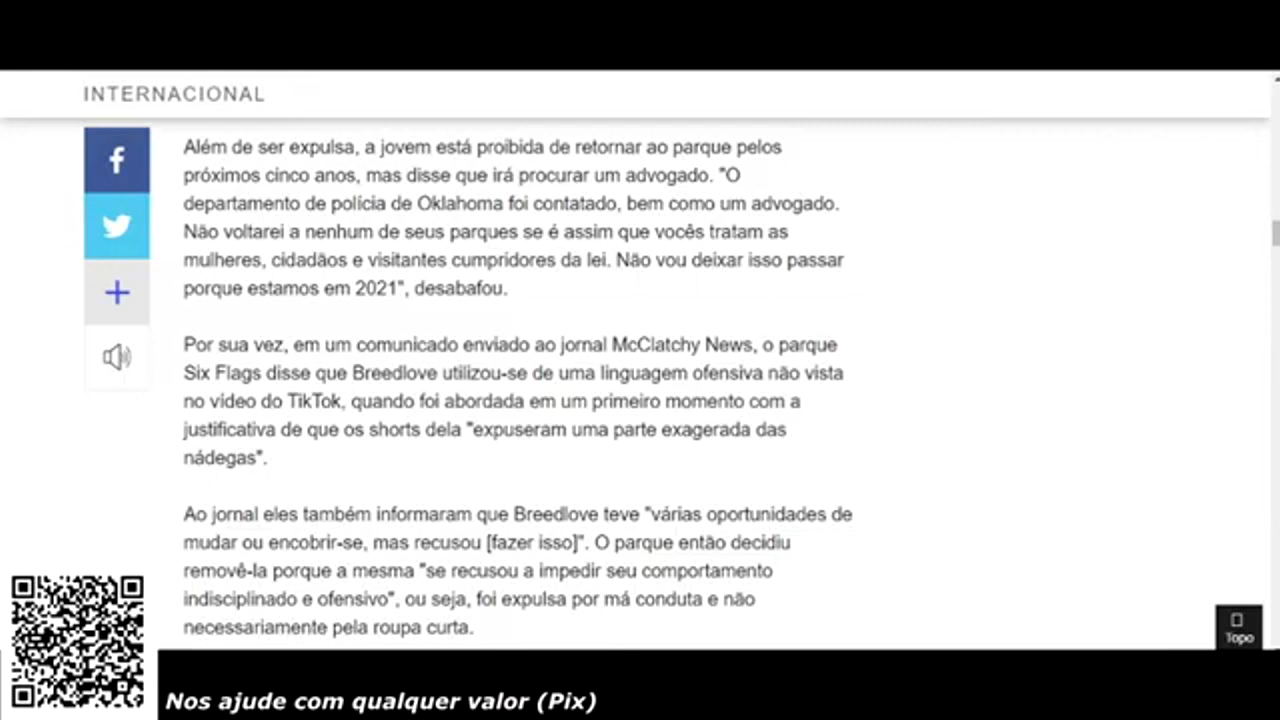 INTERNACIONAL
Além de ser expulsa, a jovem está proibida de retornar ao parque pelos
próximos cinco anos, mas disse que irá procurar um advogado. "O
departamento de polícia de Oklahoma foi contatado, bem como um advogado.
Não voltarei a nenhum de seus parques se é assim que vocês tratam as
mulheres, cidadãos e visitantes cumpridores da lei. Não vou deixar isso passar
porque estamos em 2021", desabafou.
Por sua vez, em um comunicado enviado ao jornal McClatchy News, o parque
Six Flags disse que Breedlove utilizou-se de uma linguagem ofensiva não vista
no vídeo do TikTok, quando foi abordada em um primeiro momento com a
justificativa de que os shorts dela "expuseram uma parte exagerada das
nádegas".
Ao jornal eles também informaram que Breedlove teve "várias oportunidades de
mudar ou encobrir-se, mas recusou [fazer isso]". O parque então decidiu
removê-la porque a mesma "se recusou a impedir seu comportamento
indisciplinado e ofensivo", ou seja, foi expulsa por má conduta e não
necessariamente pela roupa curta.
Topo
Nos ajude com qualquer valor (Pix)